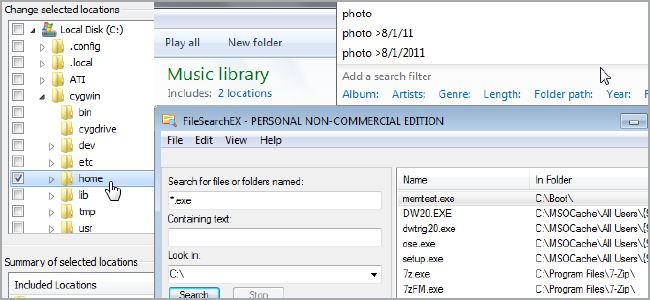 Change selected locations
Local Disk (C:)
.config
.local
ATI
cygwin
bin
cygdrive
dev
etc
home
lib
tmp
usr
Summary of selected locations
Included Locations
Play all New folder
Music library
Includes: 2 locations
photo
photo >8/1/11
photo >8/1/2011
Add a search filter
Album: Artists: Genre: Length: Folder path: Year:
FileSearchEX - PERSONAL NON-COMMERCIAL EDITION
File Edit View Help
Search for files or folders named:
*.exe
Containing text:
Look in:
C:\
Search Stop
Name In Folder
memtest.exe C:\Boot\
DW20.EXE C:\MSOCache\All Users\{9
dwtrig20.exe C:\MSOCache\All Users\{9
ose.exe C:\MSOCache\All Users\{9
setup.exe C:\MSOCache\All Users\{9
7z.exe C:\Program Files\7-Zip\
7zFM.exe C:\Program Files\7-Zip\